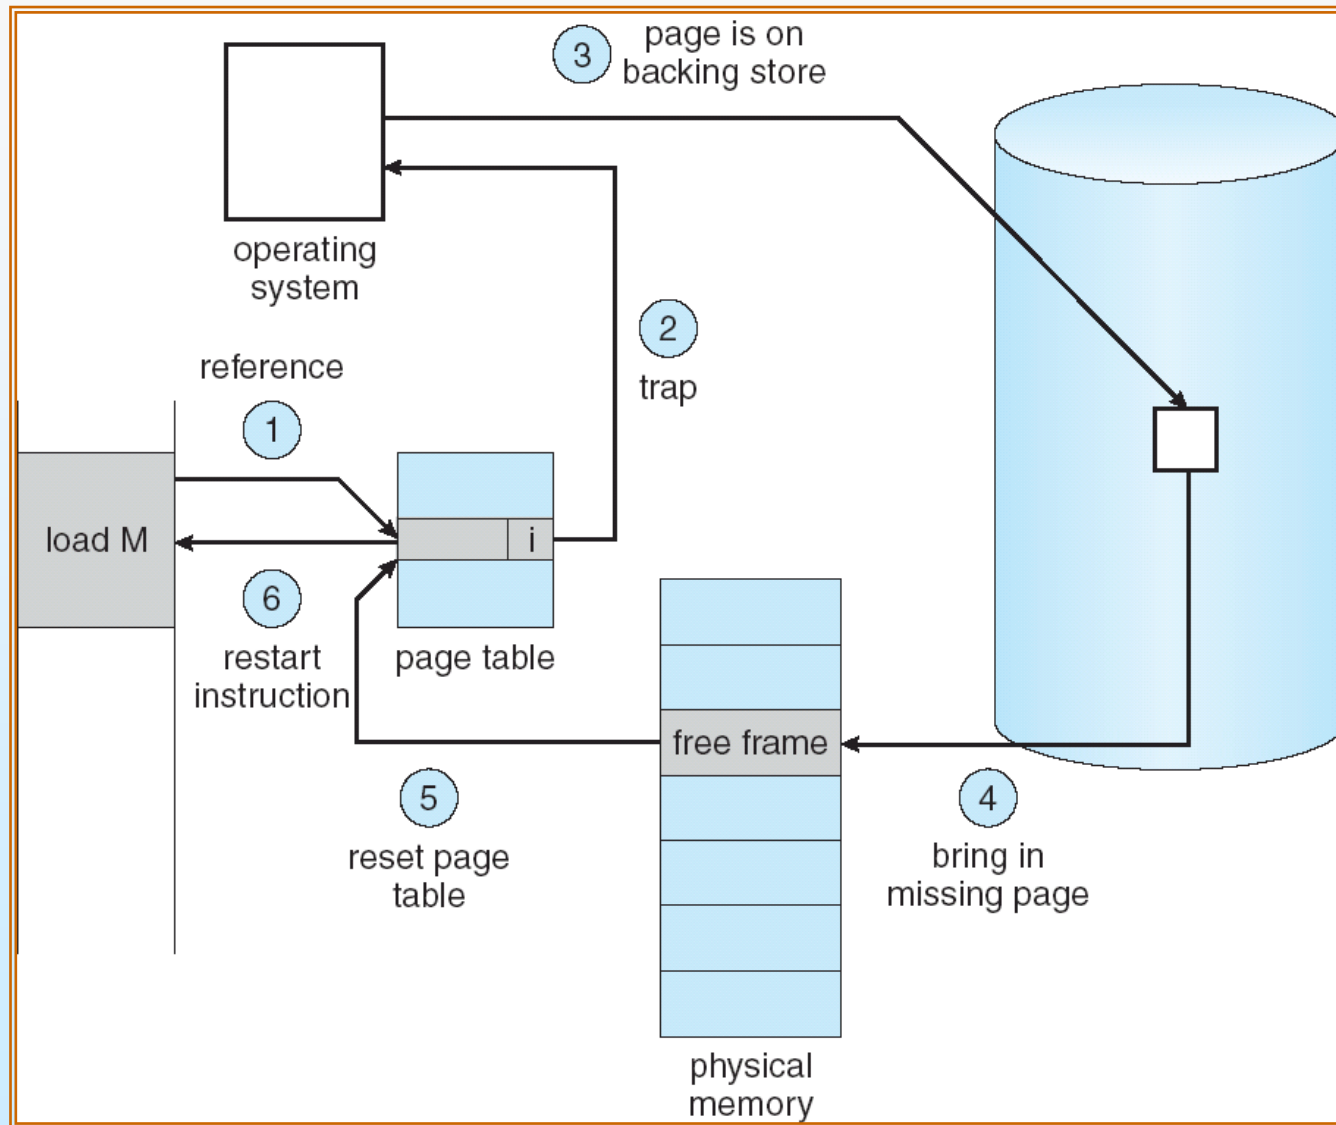 3
page is on
backing store
operating
system
2
trap
reference
1
load M
i
6
restart
instruction
page table
free frame
5
reset page
table
4
bring in
missing page
physical
memory